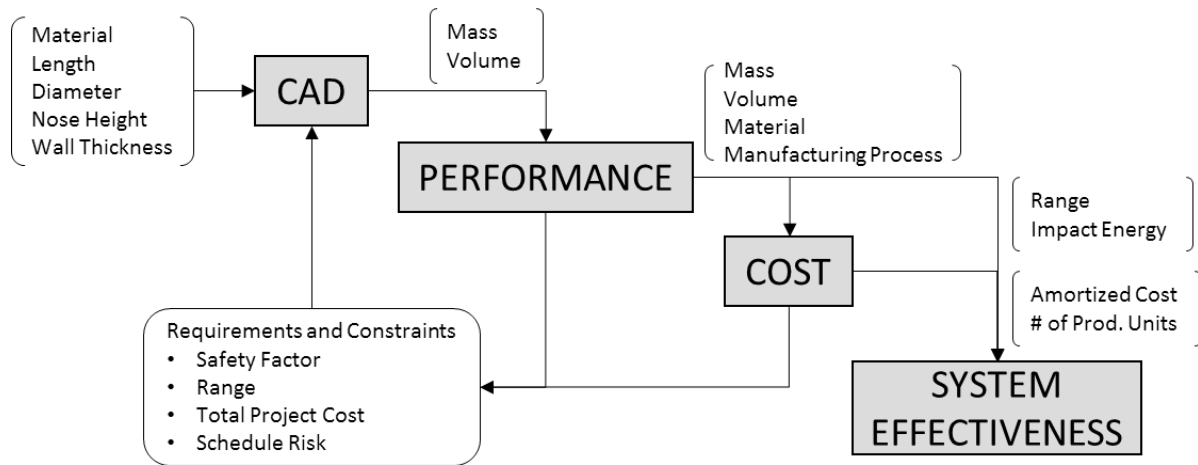 Material
Length
Diameter
Nose Height
Wall Thickness
CAD
Mass
Volume
PERFORMANCE
Mass
Volume
Material
Manufacturing Process
COST
Range
Impact Energy
Amortized Cost
# of Prod. Units
SYSTEM
EFFECTIVENESS
Requirements and Constraints
• Safety Factor
• Range
• Total Project Cost
• Schedule Risk